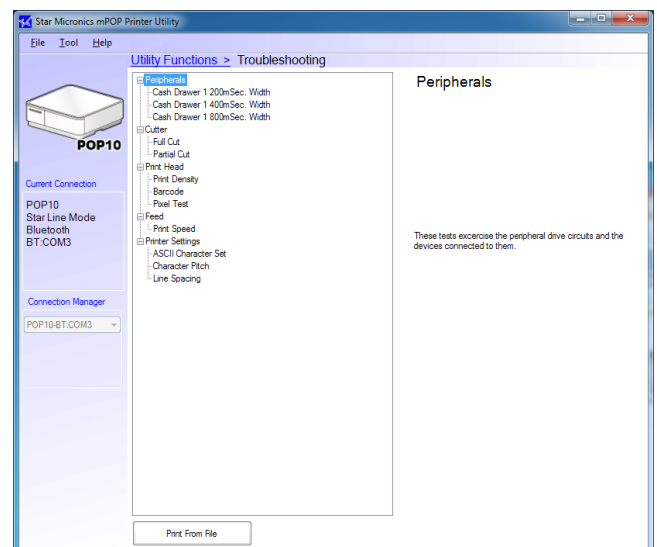 Star Micronics mPOP Printer Utility
File Tool Help
Utility Functions > Troubleshooting
POP10
Current Connection
POP10
Star Line Mode
Bluetooth
BT:COM3
Connection Manager
POP10-BT:COM3
Peripherals
Cash Drawer 1 200mSec. Width
Cash Drawer 1 400mSec. Width
Cash Drawer 1 800mSec. Width
Cutter
Full Cut
Partial Cut
Print Head
Print Density
Barcode
Pixel Test
Feed
Print Speed
Printer Settings
ASCII Character Set
Character Pitch
Line Spacing
Print From File
Peripherals
These tests excercise the peripheral drive circuits and the
devices connected to them.